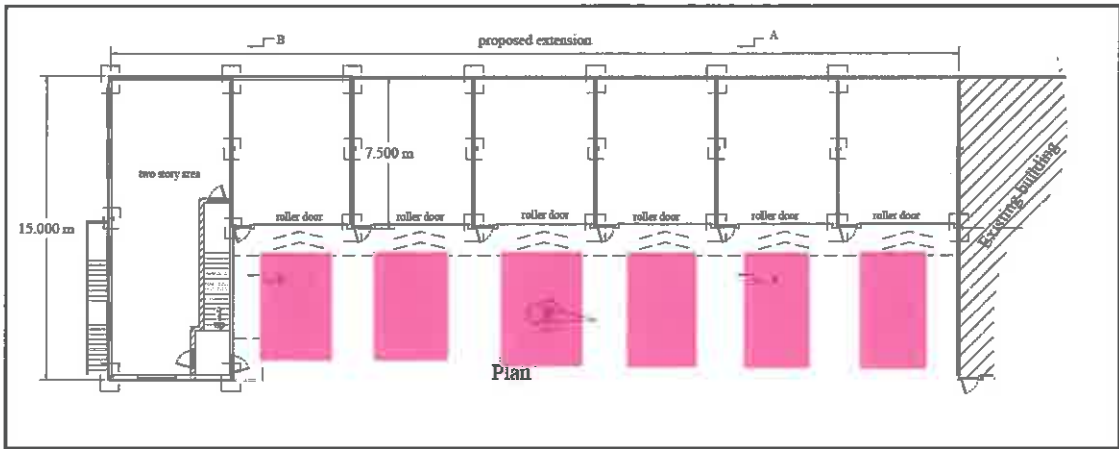 B
proposed extension
A
7.500 m
two story area
15.000 m
roller door
roller door
roller door
roller door
roller door
roller door
Existing building
Plan